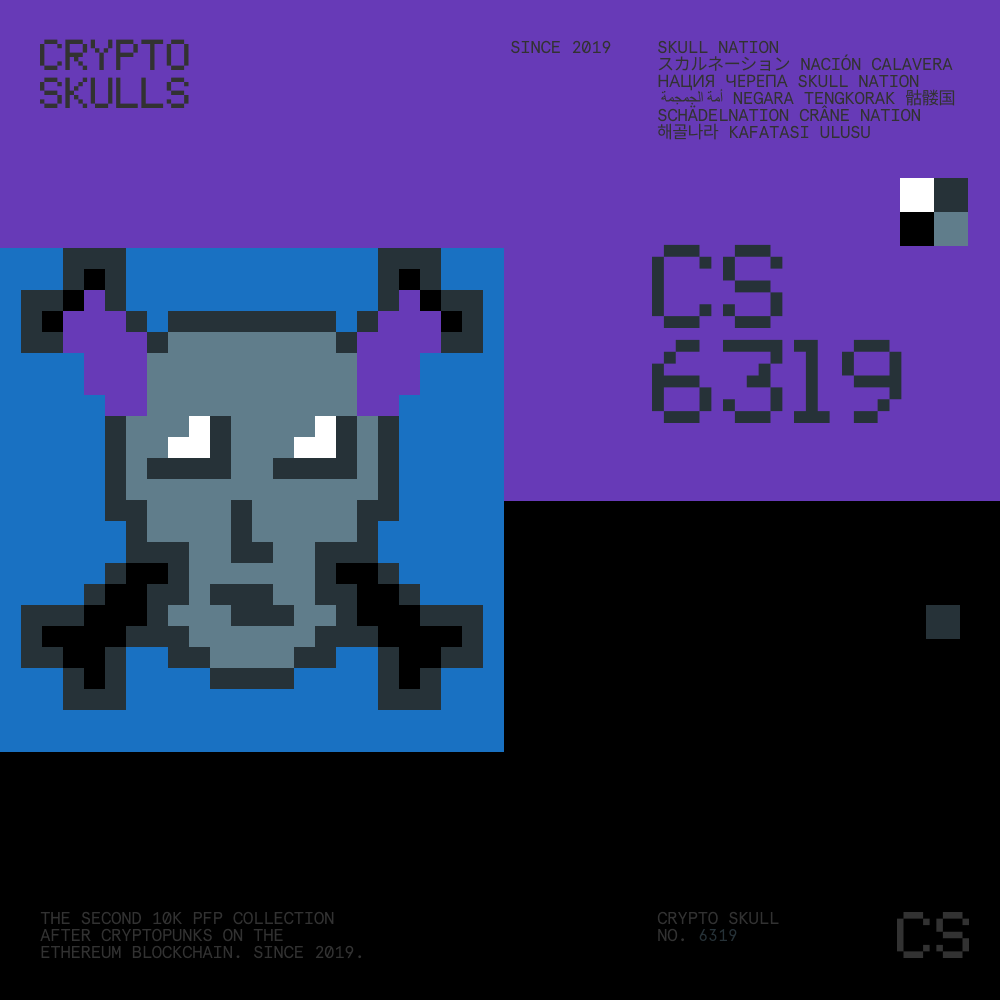 CRYPTO
SKULLS
SINCE 2019
SKULL NATION
スカルネーション NACIÓN CALAVERA
НАЦИЯ ЧЕРЕПА SKULL NATION
أمة الجمجمة NEGARA TENGKORAK 骷髅国
SCHÄDELNATION CRÂNE NATION
해골나라 KAFATASI ULUSU
CS
6319
THE SECOND 10K PFP COLLECTION
AFTER CRYPTOPUNKS ON THE
ETHEREUM BLOCKCHAIN. SINCE 2019.
CRYPTO SKULL
NO. 6319
CS